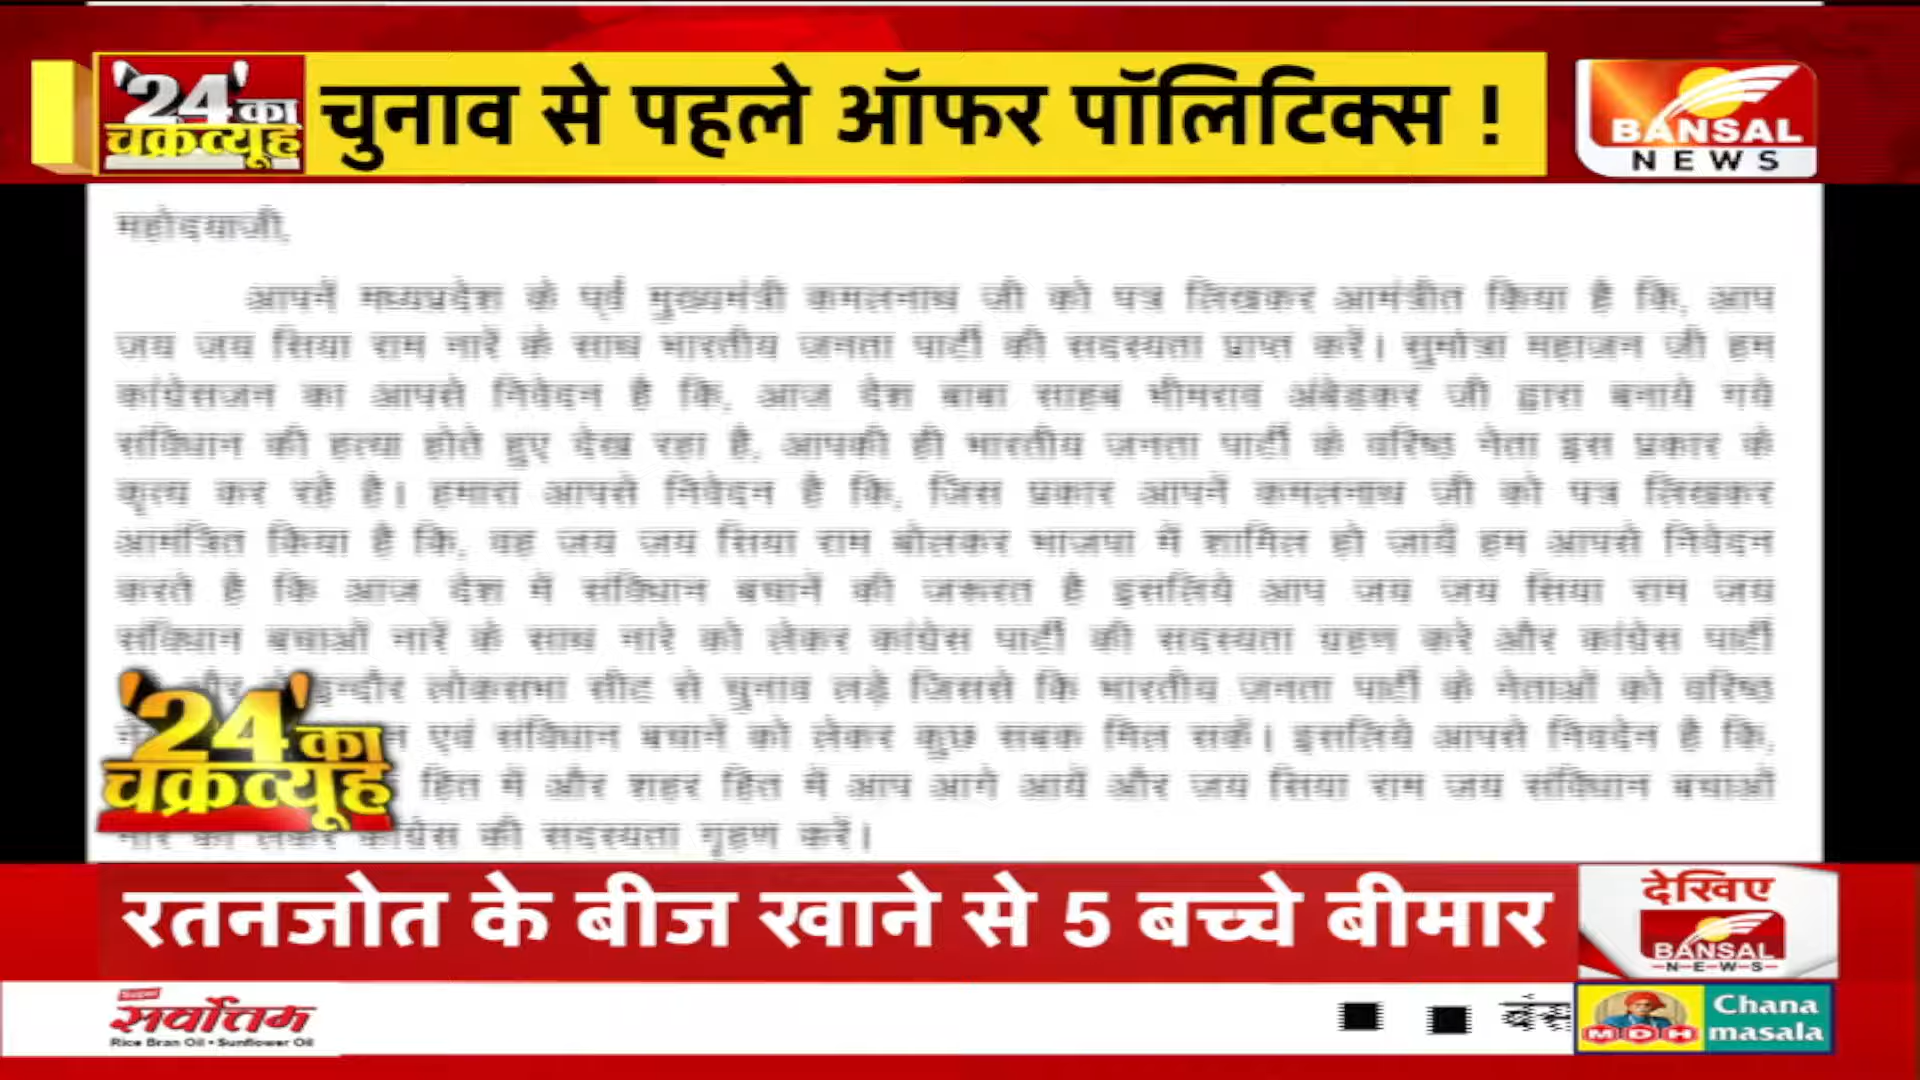 '24' का
चक्रव्यूह
चुनाव से पहले ऑफर पॉलिटिक्स !
BANSAL
NEWS
महोदयाजी,
आपनें मध्यप्रदेश के पूर्व मुख्यमंत्री कमलनाथ जी को पत्र लिखकर आमंत्रीत किया है कि, आप
जय जय सिया राम नारें के साथ भारतीय जनता पार्टी की सदस्यता प्राप्त करें। सुमोत्रा महाजन जी हम
कांग्रेसजन का आपसे निवेदन है कि, आज देश बाबा साहब भीमराव अंबेडकर जी द्वारा बनाये गये
संविधान की हत्या होते हुए देख रहा है, आपकी ही भारतीय जनता पार्टी के वरिष्ठ नेता इस प्रकार के
कृत्य कर रहे है। हमारा आपसे निवेदन है कि, जिस प्रकार आपनें कमलनाथ जी को पत्र लिखकर
आमंत्रित किया है कि, वह जय जय सिया राम बोलकर भाजपा में शामिल हो जायें हम आपसे निवेदन
करते है कि आज देश में संविधान बचानें की जरूरत है इसलिये आप जय जय सिया राम जय
संविधान बचाओं नारें के साथ नारे को लेकर कांग्रेस पार्टी की सदस्यता ग्रहण करे और कांग्रेस पार्टी
इन्दौर लोकसभा सीट से चुनाव लड़े जिससे कि भारतीय जनता पार्टी के नेताओं को वरिष्ठ
एवं संविधान बचानें को लेकर कुछ सबक मिल सकें। इसलिये आपसे निवदेन है कि,
हित में और शहर हित में आप आगे आयें और जय सिया राम जय संविधान बचाओं
नारे को लेकर कांग्रेस की सदस्यता गृहण करें।
'24' का
चक्रव्यूह
रतनजोत के बीज खाने से 5 बच्चे बीमार
देखिए
BANSAL
NEWS
Super
सर्वोत्तम
Rice Bran Oil • Sunflower Oil
MDH
Chana
masala